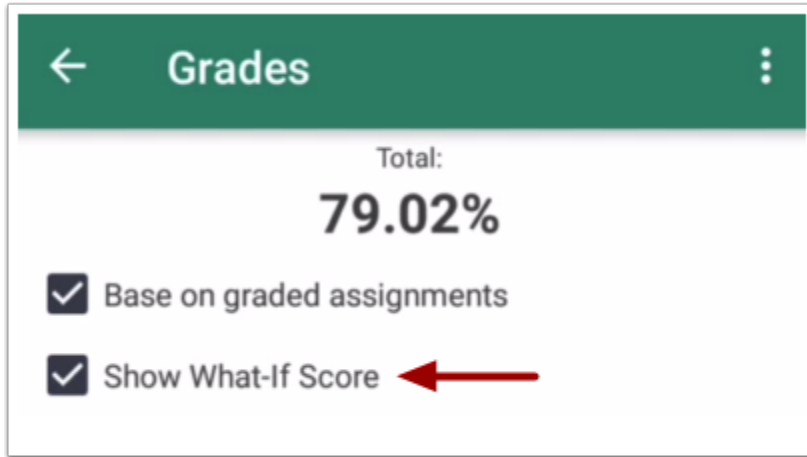 Grades
Total:
79.02%
Base on graded assignments
Show What-If Score